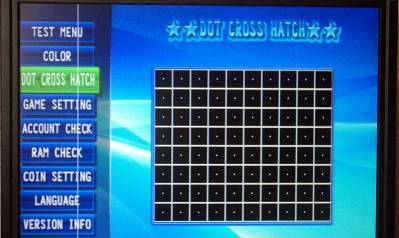 ★★DOT CROSS HATCH★★
TEST MENU
COLOR
DOT CROSS HATCH
GAME SETTING
ACCOUNT CHECK
RAM CHECK
COIN SETTING
LANGUAGE
VERSION INFO